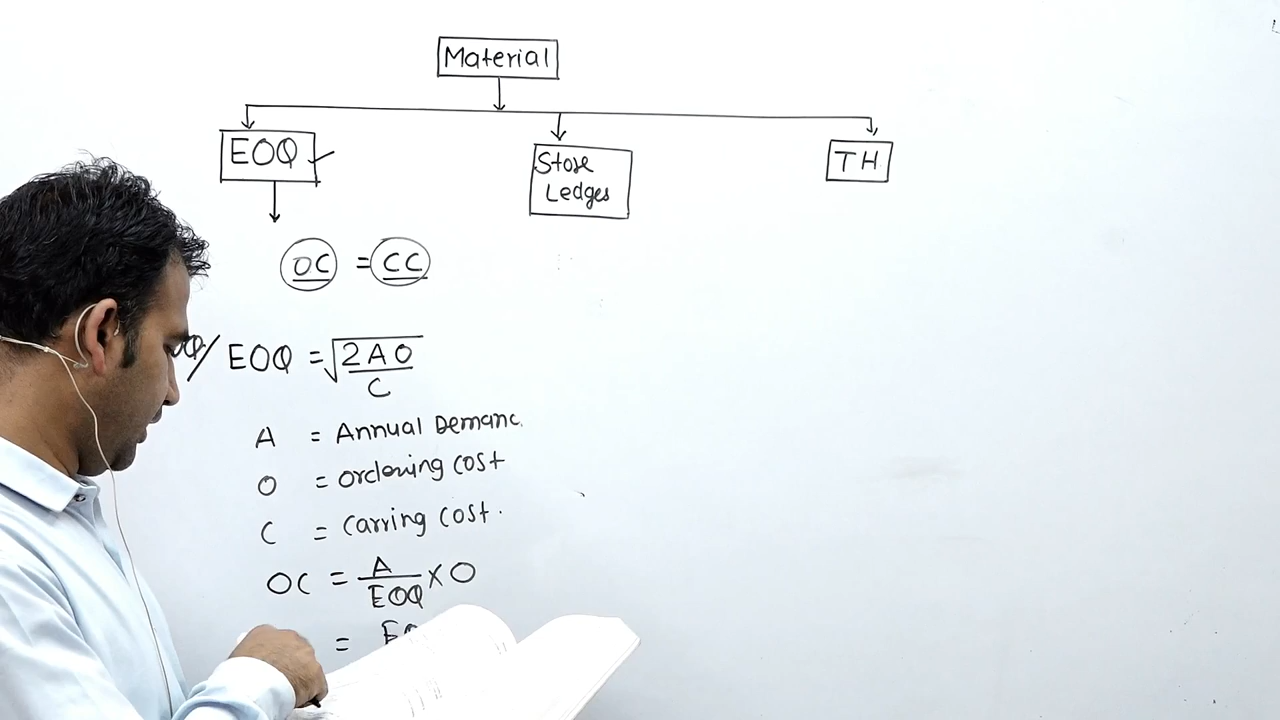 Material
EOQ
Store
Ledges
TH
OC = CC
EOQ = √2AO
C
A = Annual Demanc
O = Ordering cost
C = Carring cost.
OC = A
EOQ × O
=